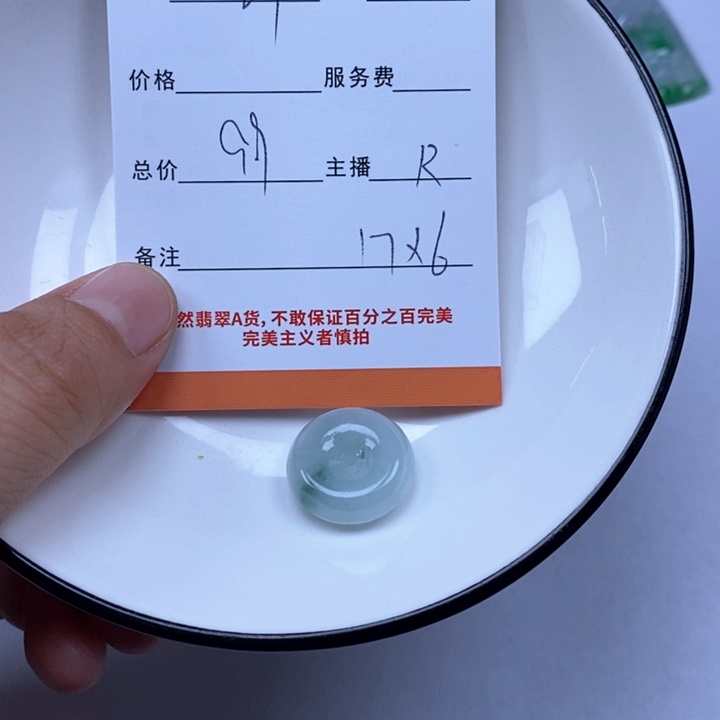 价格 服务费
总价 主播 R
备注 17x6
然翡翠A货,不敢保证百分之百完美
完美主义者慎拍